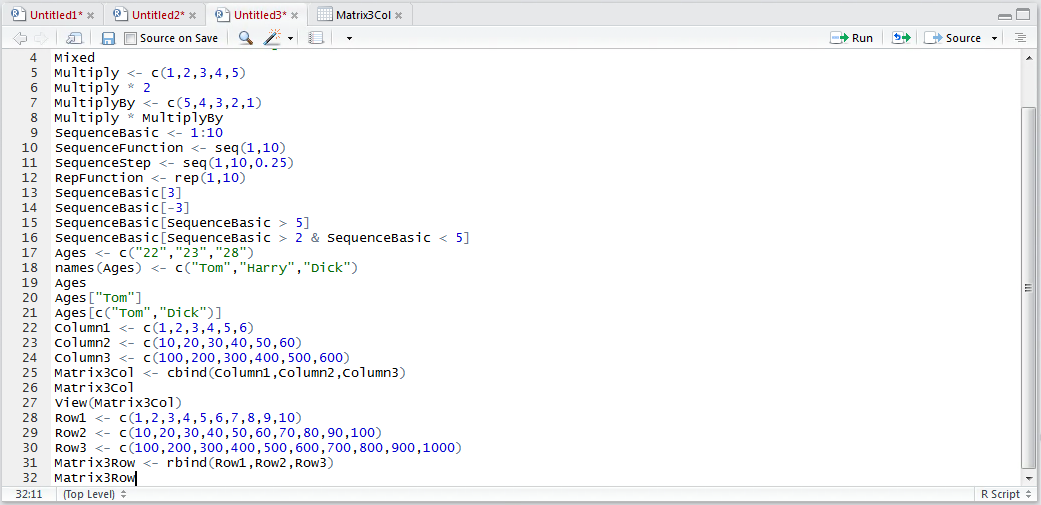 Untitled1* × Untitled2* × Untitled3* × Matrix3Col ×
Source on Save Run Source
4 Mixed
5 Multiply <- c(1,2,3,4,5)
6 Multiply * 2
7 MultiplyBy <- c(5,4,3,2,1)
8 Multiply * MultiplyBy
9 SequenceBasic <- 1:10
10 SequenceFunction <- seq(1,10)
11 SequenceStep <- seq(1,10,0.25)
12 RepFunction <- rep(1,10)
13 SequenceBasic[3]
14 SequenceBasic[-3]
15 SequenceBasic[SequenceBasic > 5]
16 SequenceBasic[SequenceBasic > 2 & SequenceBasic < 5]
17 Ages <- c("22","23","28")
18 names(Ages) <- c("Tom","Harry","Dick")
19 Ages
20 Ages["Tom"]
21 Ages[c("Tom","Dick")]
22 Column1 <- c(1,2,3,4,5,6)
23 Column2 <- c(10,20,30,40,50,60)
24 Column3 <- c(100,200,300,400,500,600)
25 Matrix3Col <- cbind(Column1,Column2,Column3)
26 Matrix3Col
27 View(Matrix3Col)
28 Row1 <- c(1,2,3,4,5,6,7,8,9,10)
29 Row2 <- c(10,20,30,40,50,60,70,80,90,100)
30 Row3 <- c(100,200,300,400,500,600,700,800,900,1000)
31 Matrix3Row <- rbind(Row1,Row2,Row3)
32 Matrix3Row
32:11 (Top Level) R Script